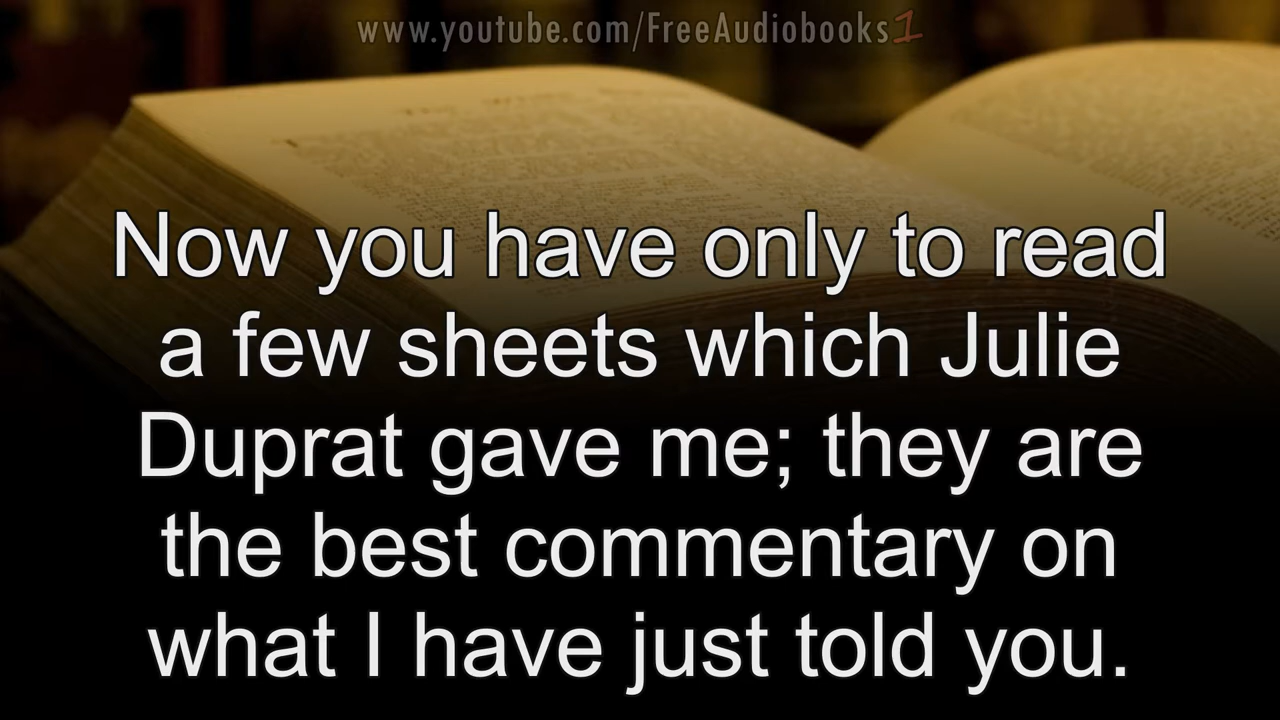 www.youtube.com/FreeAudiobooks1
Now you have only to read
a few sheets which Julie
Duprat gave me; they are
the best commentary on
what I have just told you.